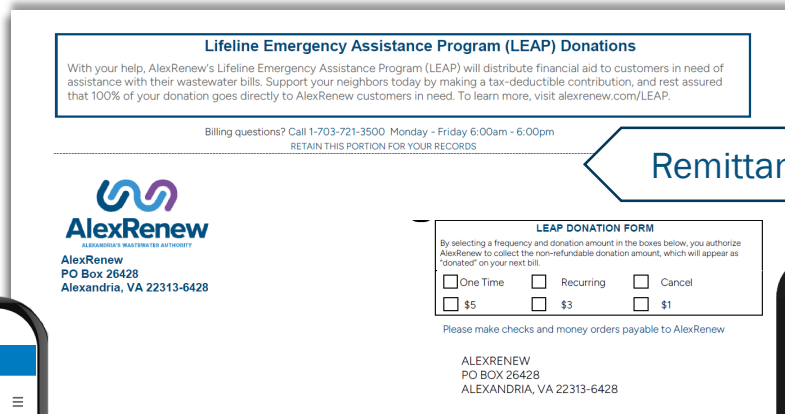 Lifeline Emergency Assistance Program (LEAP) Donations
With your help, AlexRenew's Lifeline Emergency Assistance Program (LEAP) will distribute financial aid to customers in need of
assistance with their wastewater bills. Support your neighbors today by making a tax-deductible contribution, and rest assured
that 100% of your donation goes directly to AlexRenew customers in need. To learn more, visit alexrenew.com/LEAP.
Billing questions? Call 1-703-721-3500 Monday - Friday 6:00am - 6:00pm
RETAIN THIS PORTION FOR YOUR RECORDS
AlexRenew
ALEXANDRIA'S WASTEWATER AUTHORITY
AlexRenew
PO Box 26428
Alexandria, VA 22313-6428
LEAP DONATION FORM
By selecting a frequency and donation amount in the boxes below, you authorize
AlexRenew to collect the non-refundable donation amount, which will appear as
"donated" on your next bill.
One Time Recurring Cancel
$5 $3 $1
Please make checks and money orders payable to AlexRenew
ALEXRENEW
PO BOX 26428
ALEXANDRIA, VA 22313-6428